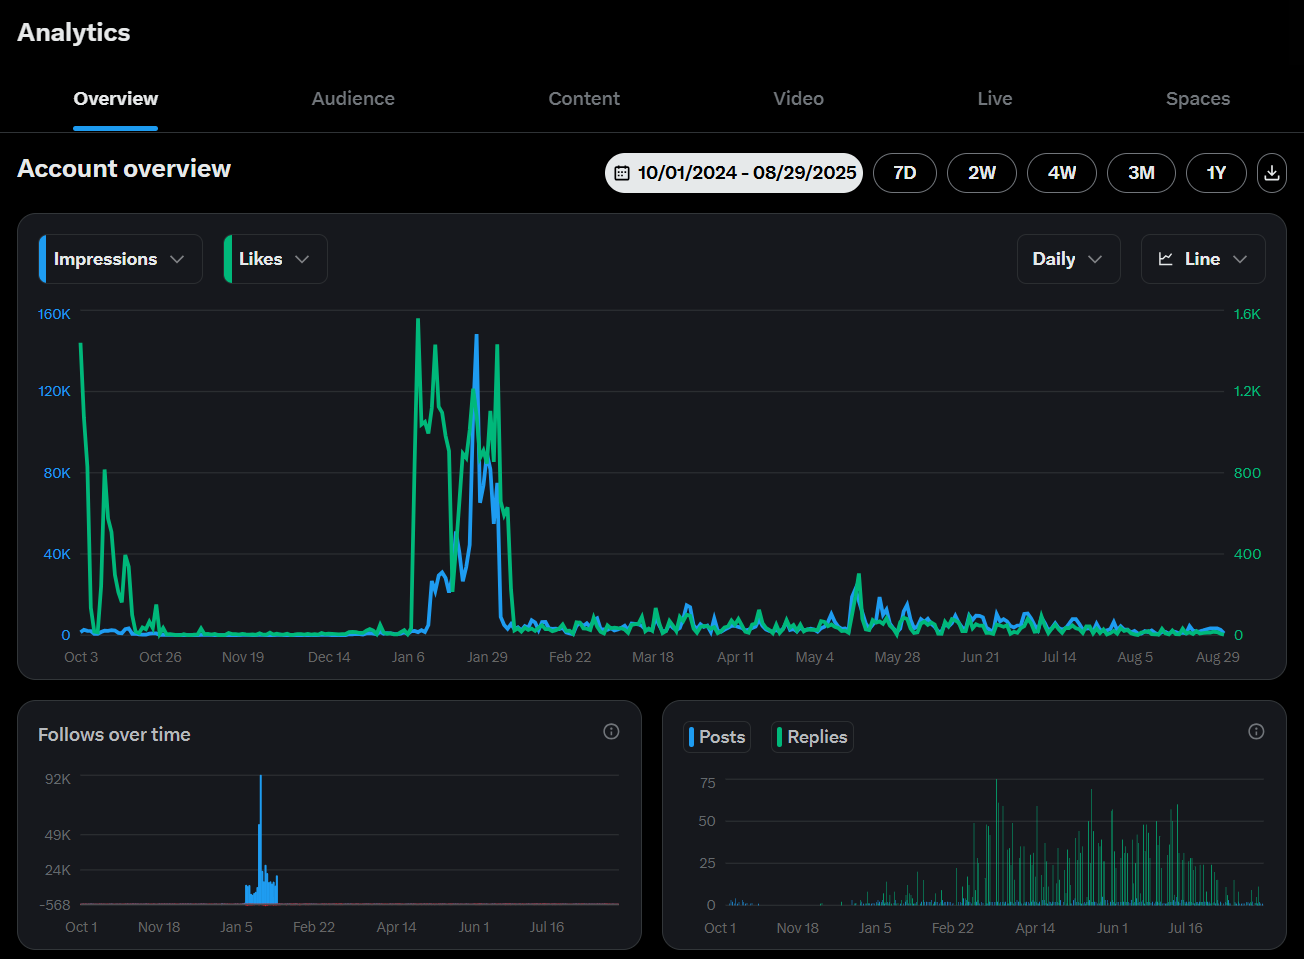 Analytics
Overview Audience Content Video Live Spaces
Account overview 10/01/2024 - 08/29/2025 7D 2W 4W 3M 1Y
Impressions Likes Daily Line
160K 1.6K
120K 1.2K
80K 800
40K 400
0 0
Oct 3 Oct 26 Nov 19 Dec 14 Jan 6 Jan 29 Feb 22 Mar 18 Apr 11 May 4 May 28 Jun 21 Jul 14 Aug 5 Aug 29
Follows over time
92K
49K
24K
-568
Oct 1 Nov 18 Jan 5 Feb 22 Apr 14 Jun 1 Jul 16
Posts Replies
75
50
25
0
Oct 1 Nov 18 Jan 5 Feb 22 Apr 14 Jun 1 Jul 16